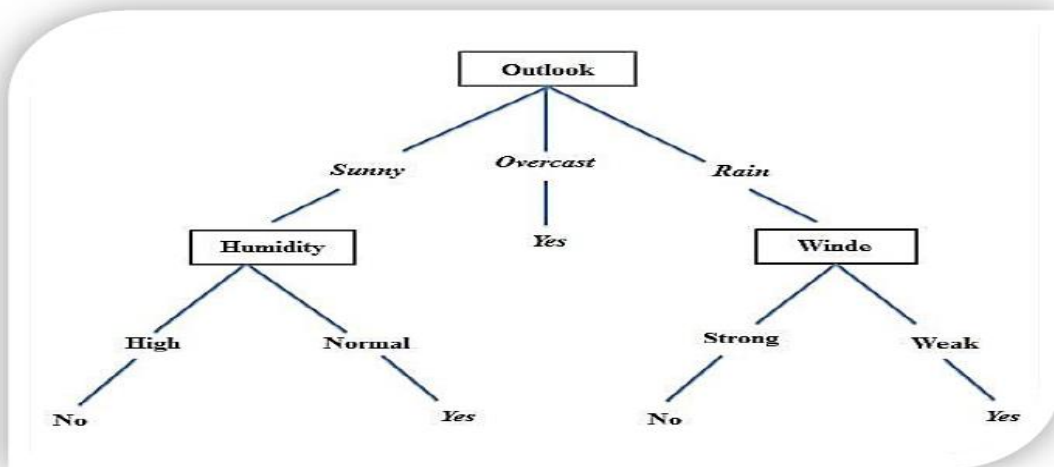 Outlook
Sunny Overcast Rain
Humidity Yes Winde
High Normal Strong Weak
No Yes No Yes